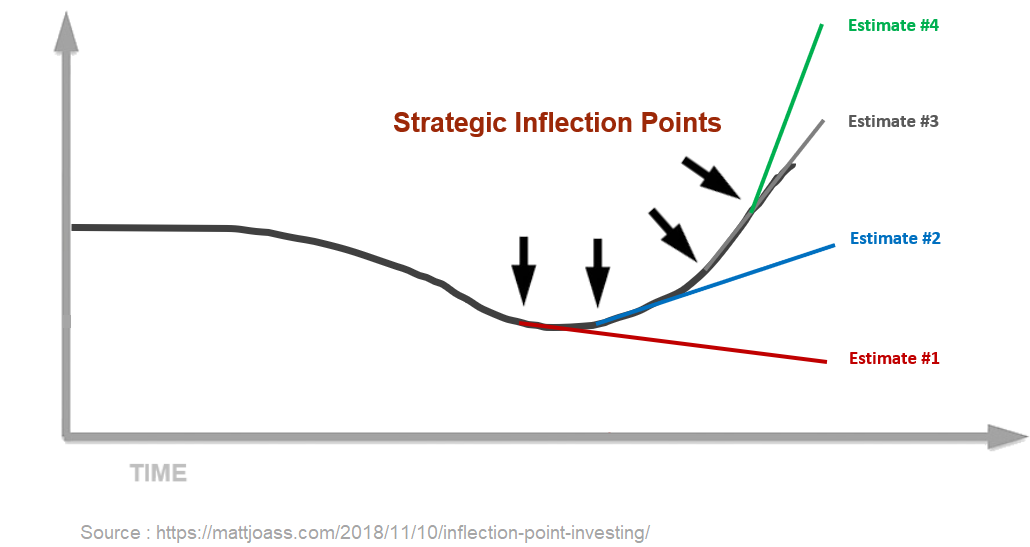 Estimate #4
Strategic Inflection Points
Estimate #3
Estimate #2
Estimate #1
TIME
Source : https://mattjoass.com/2018/11/10/inflection-point-investing/